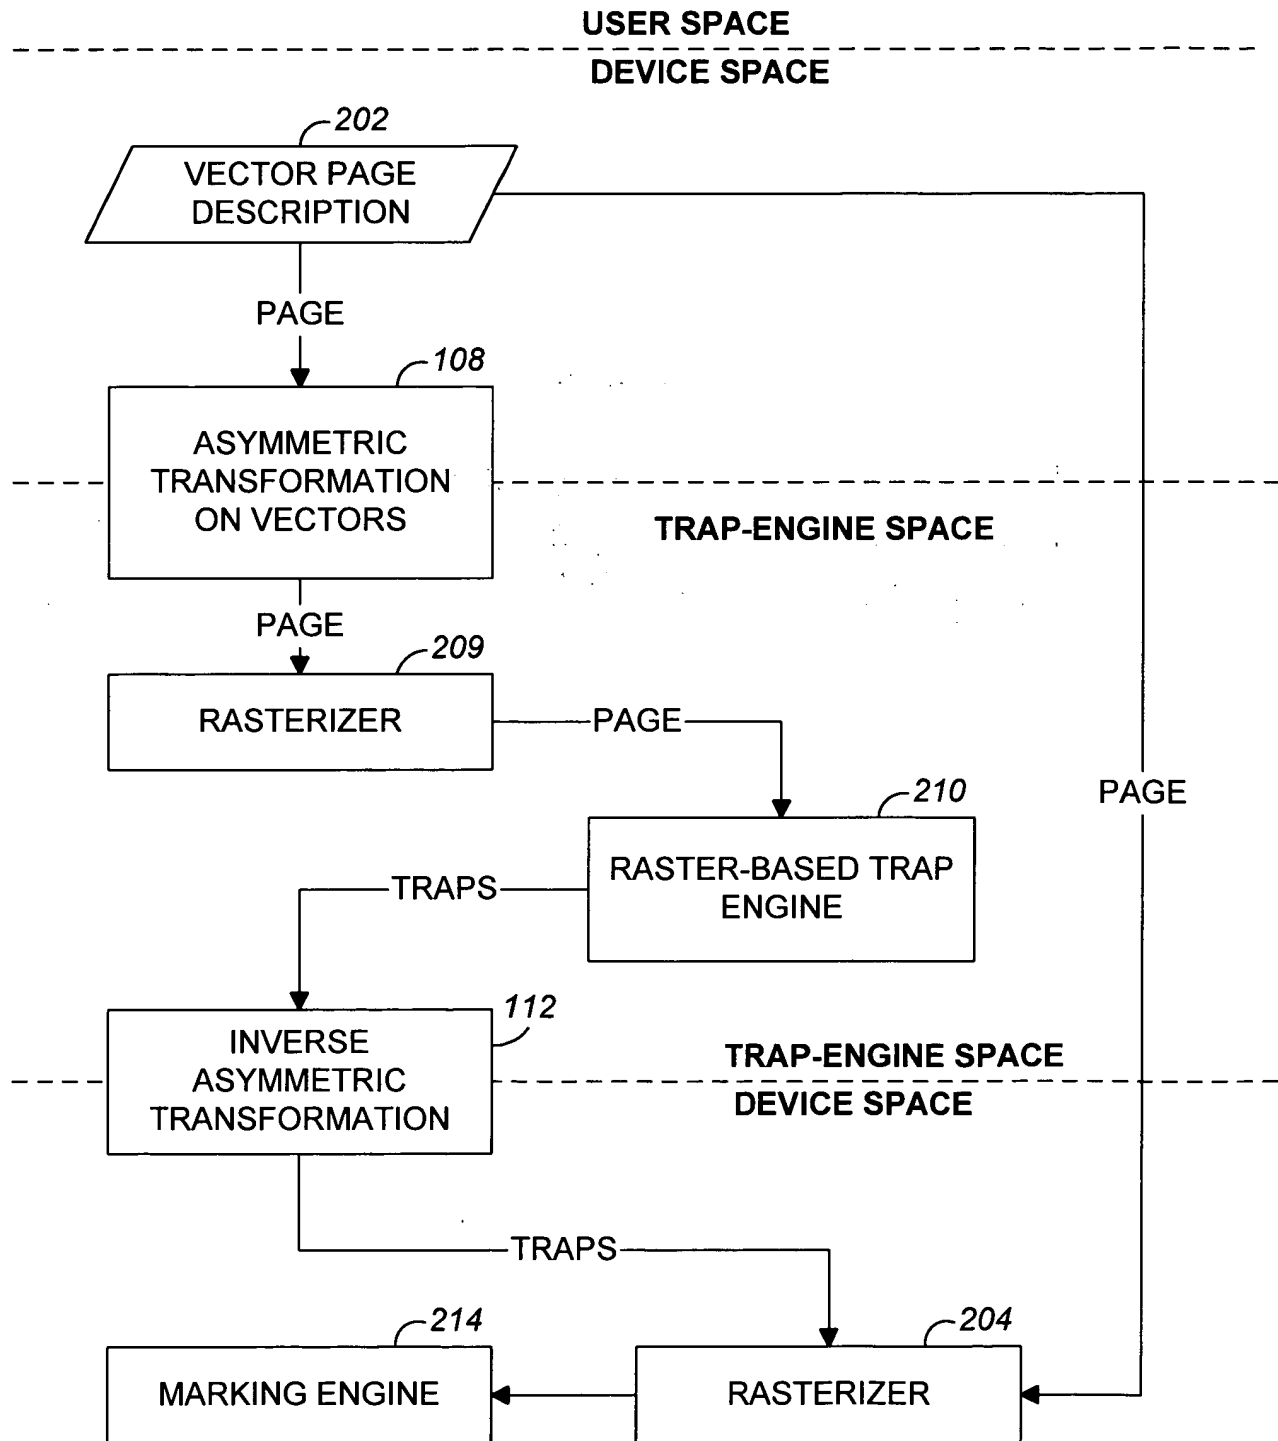 USER SPACE
DEVICE SPACE
202
VECTOR PAGE
DESCRIPTION
PAGE
108
ASYMMETRIC
TRANSFORMATION
ON VECTORS
TRAP-ENGINE SPACE
PAGE
209
RASTERIZER
PAGE
PAGE
210
RASTER-BASED TRAP
ENGINE
TRAPS
112
INVERSE
ASYMMETRIC
TRANSFORMATION
TRAP-ENGINE SPACE
DEVICE SPACE
TRAPS
214
MARKING ENGINE
204
RASTERIZER